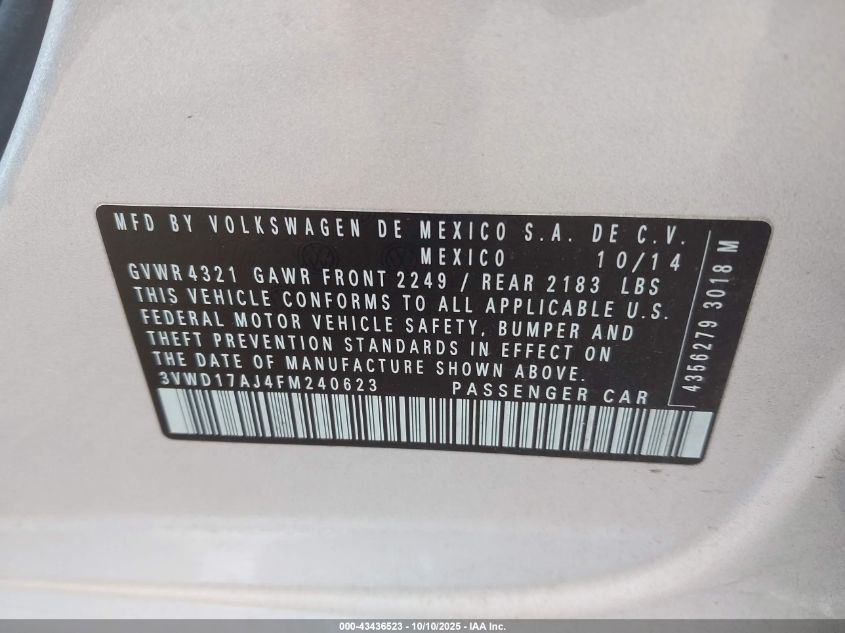 MFD BY VOLKSWAGEN DE MEXICO S.A. DE C.V.
MEXICO 10/14
GVWR 4321 GAWR FRONT 2249 / REAR 2183 LBS
THIS VEHICLE CONFORMS TO ALL APPLICABLE U.S.
FEDERAL MOTOR VEHICLE SAFETY, BUMPER AND
THEFT PREVENTION STANDARDS IN EFFECT ON
THE DATE OF MANUFACTURE SHOWN ABOVE.
3VWD17AJ4FM240623 PASSENGER CAR
4356279 3018 M
000-43436523 - 10/10/2025 - IAA Inc.